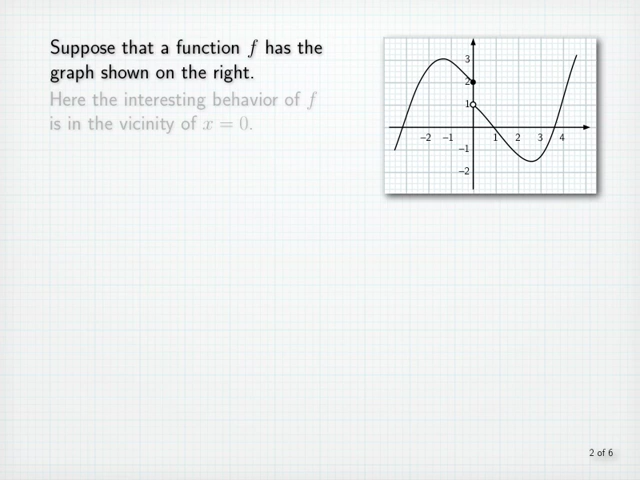 Suppose that a function f has the
graph shown on the right.
Here the interesting behavior of f
is in the vicinity of x = 0.
3
2
1
−2 −1 1 2 3 4
−1
−2
2 of 6